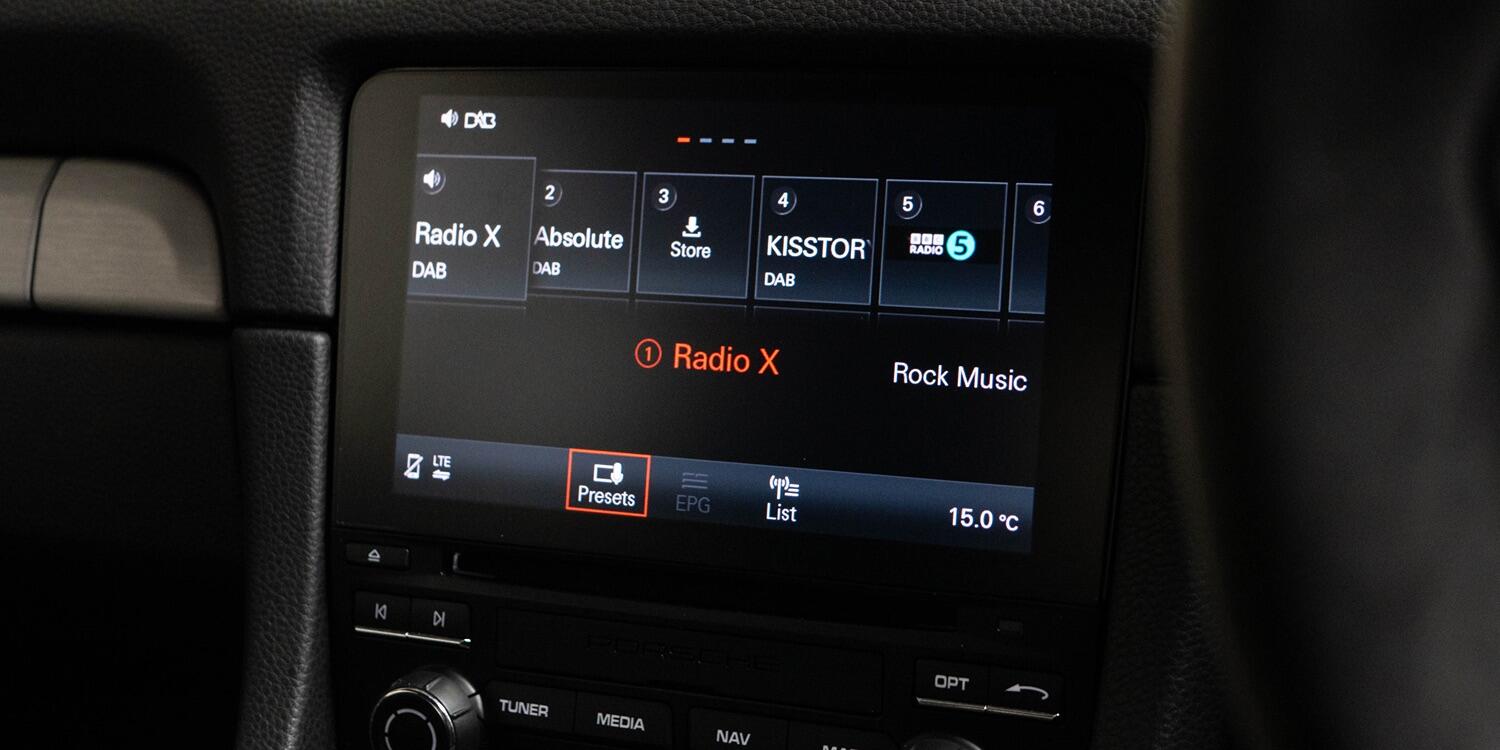 DAB
Radio X
DAB
2
Absolute
DAB
3
Store
4
KISSTOR
DAB
5
BBC
RADIO 5
6
1 Radio X
Rock Music
LTE
Presets
EPG
List
15.0 °C
PORSCHE
OPT
TUNER
MEDIA
NAV